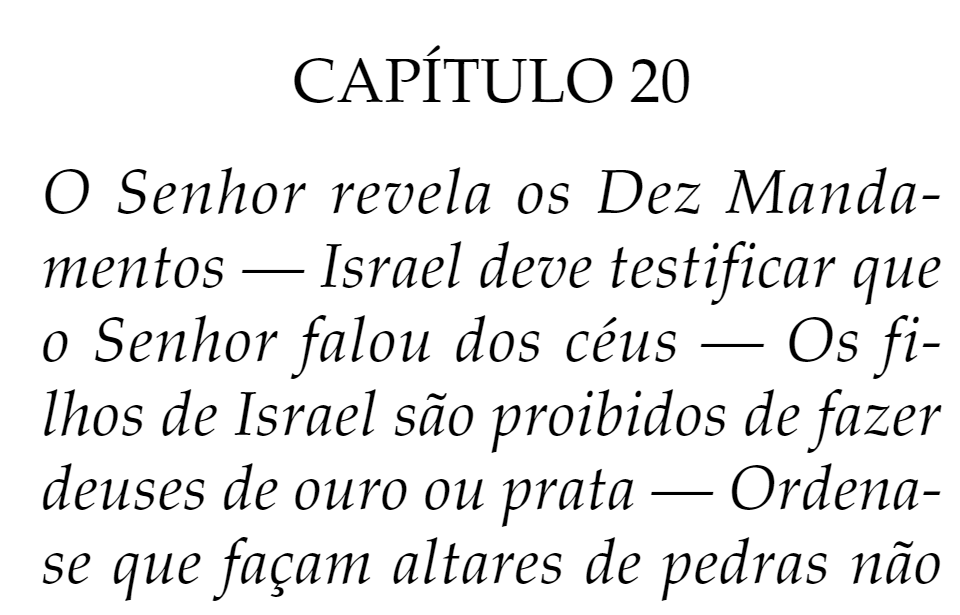 CAPÍTULO 20
O Senhor revela os Dez Manda-
mentos — Israel deve testificar que
o Senhor falou dos céus — Os fi-
lhos de Israel são proibidos de fazer
deuses de ouro ou prata — Ordena-
se que façam altares de pedras não